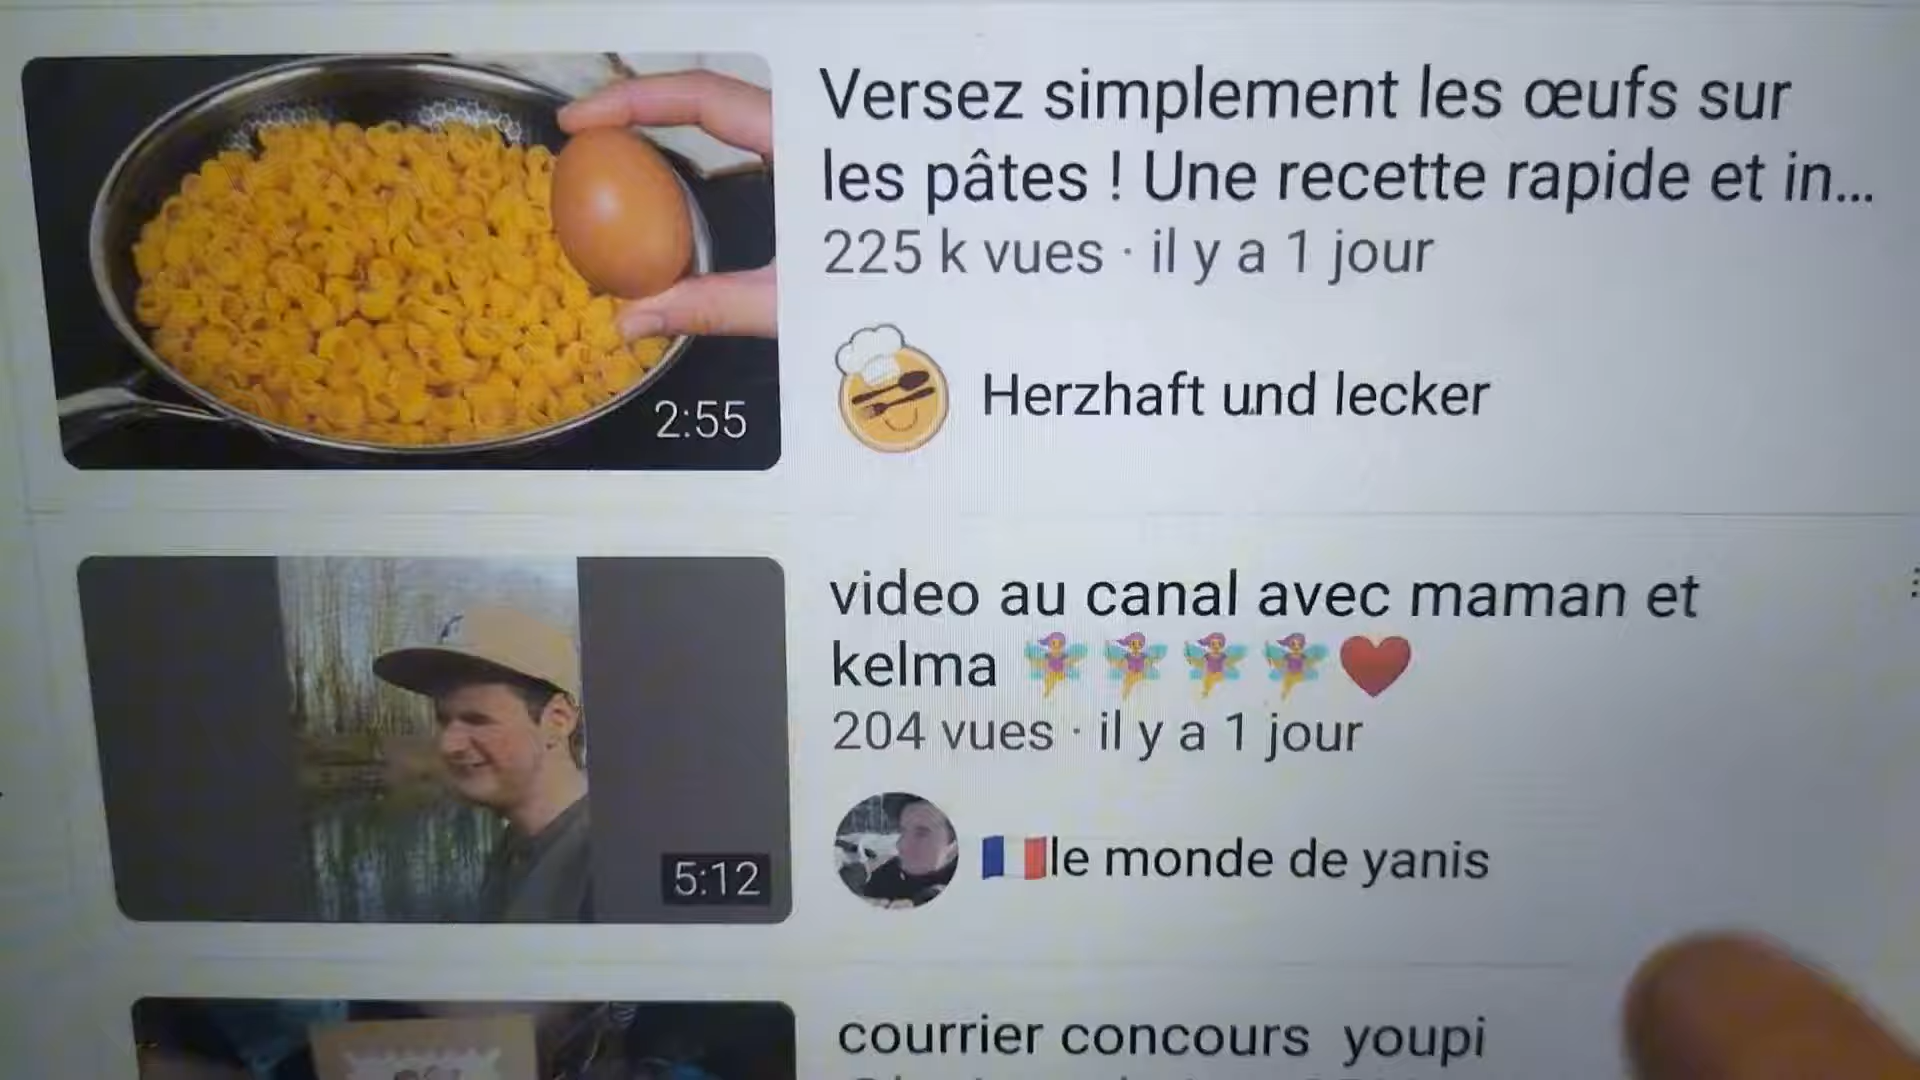 Versez simplement les œufs sur
les pâtes ! Une recette rapide et in...
225 k vues · il y a 1 jour
2:55
Herzhaft und lecker
video au canal avec maman et
kelma 🧚‍♀️🧚‍♀️🧚‍♀️🧚‍♀️❤️
204 vues · il y a 1 jour
5:12
🇫🇷le monde de yanis
courrier concours youpi